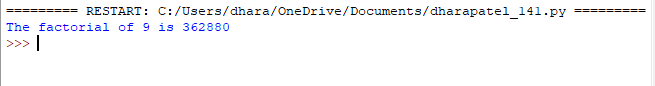 ========= RESTART: C:/Users/dhara/OneDrive/Documents/dharapatel_141.py =========
The factorial of 9 is 362880
>>>